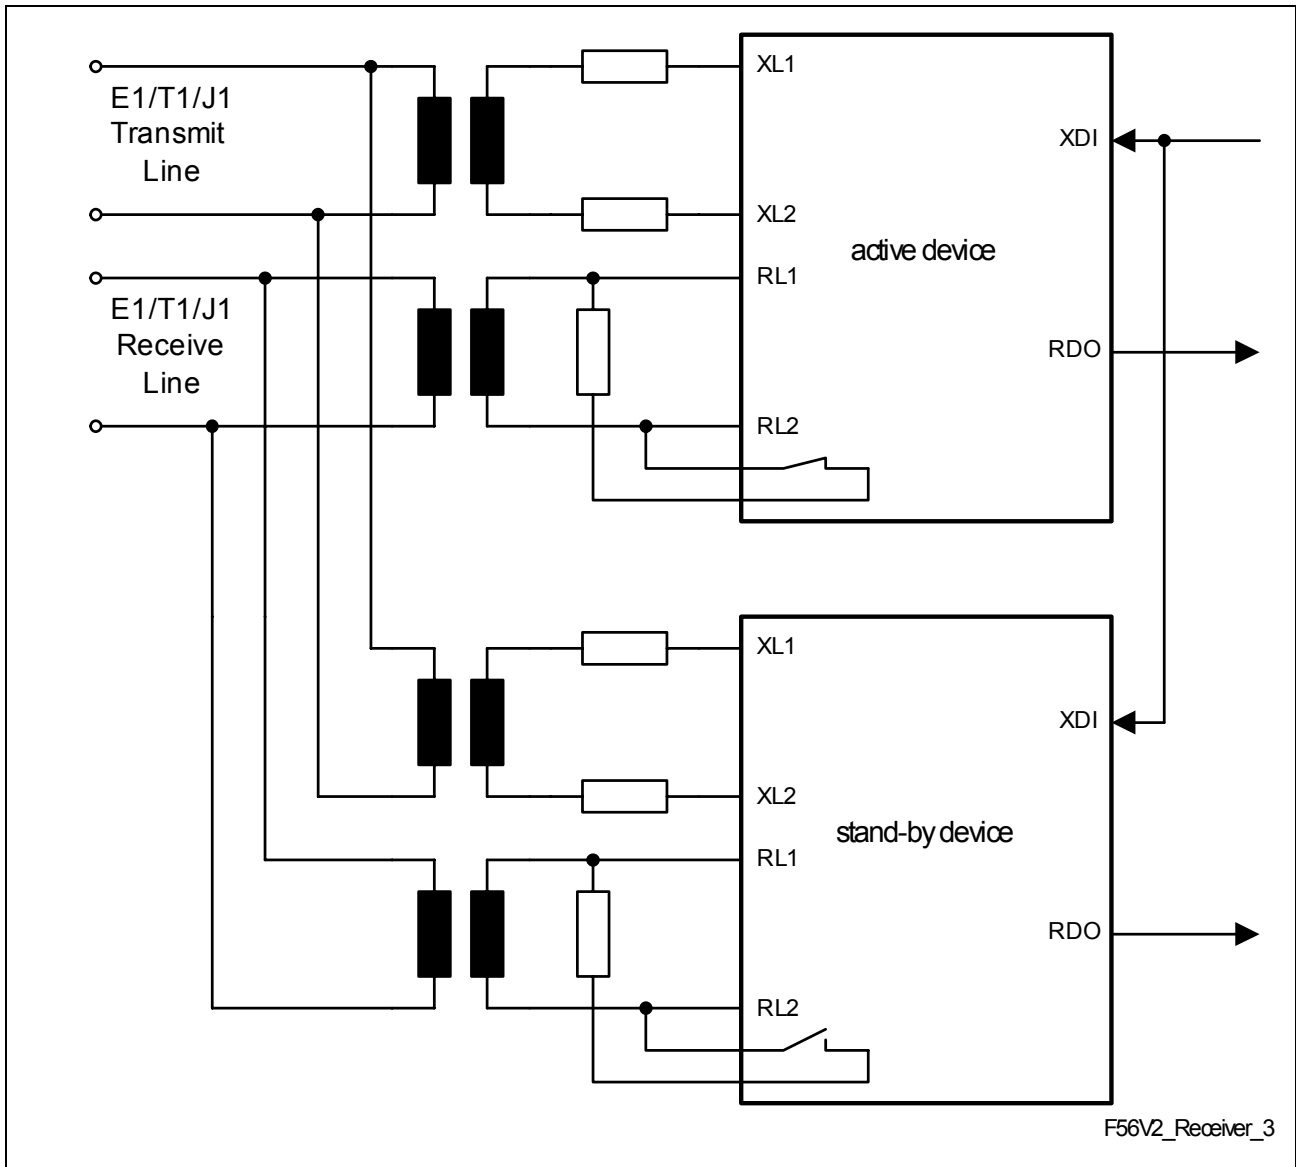 E1/T1/J1
Transmit
Line
XL1
XDI
XL2
active device
E1/T1/J1
Receive
Line
RL1
RDO
RL2
XL1
XDI
XL2
stand-by device
RL1
RDO
RL2
F56V2_Receiver_3